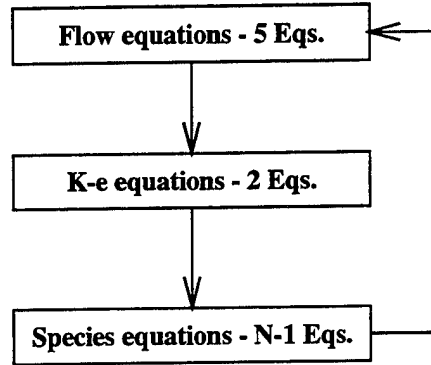 Flow equations - 5 Eqs.
K-e equations - 2 Eqs.
Species equations - N-1 Eqs.